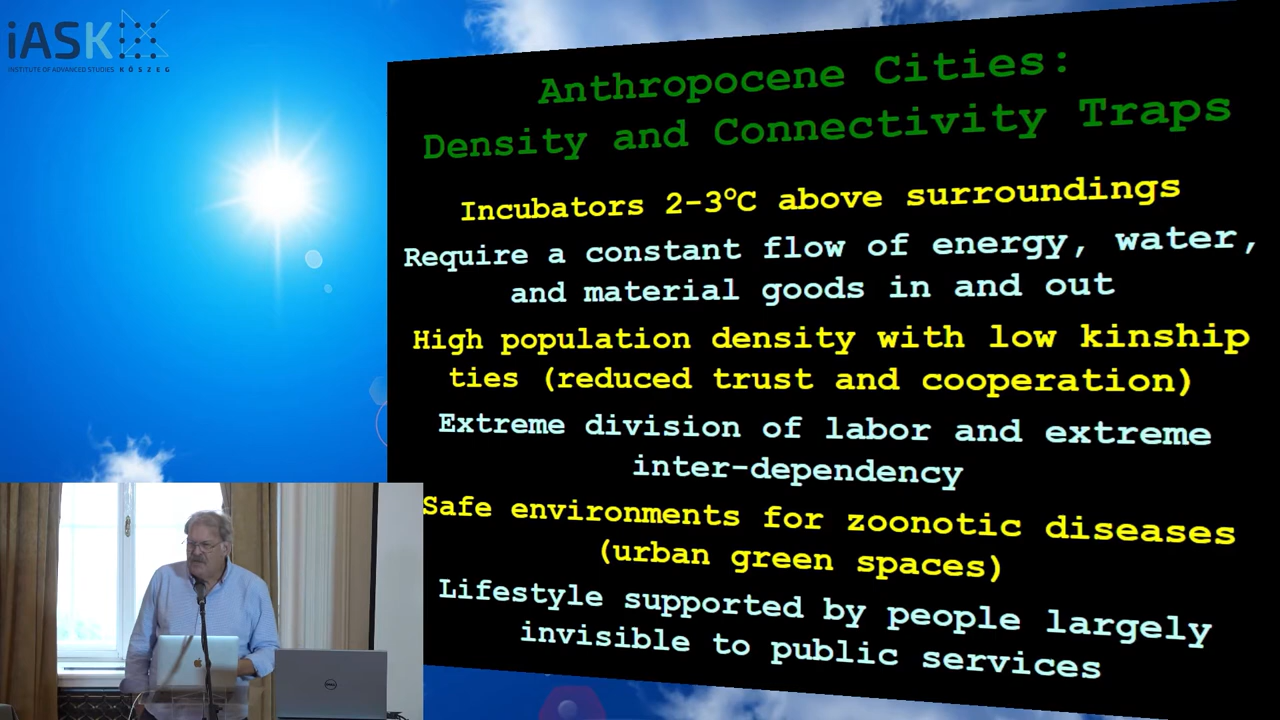 iASK
INSTITUTE OF ADVANCED STUDIES KŐSZEG
Anthropocene Cities:
Density and Connectivity Traps
Incubators 2-3°C above surroundings
Require a constant flow of energy, water,
and material goods in and out
High population density with low kinship
ties (reduced trust and cooperation)
Extreme division of labor and extreme
inter-dependency
Safe environments for zoonotic diseases
(urban green spaces)
Lifestyle supported by people largely
invisible to public services
DELL